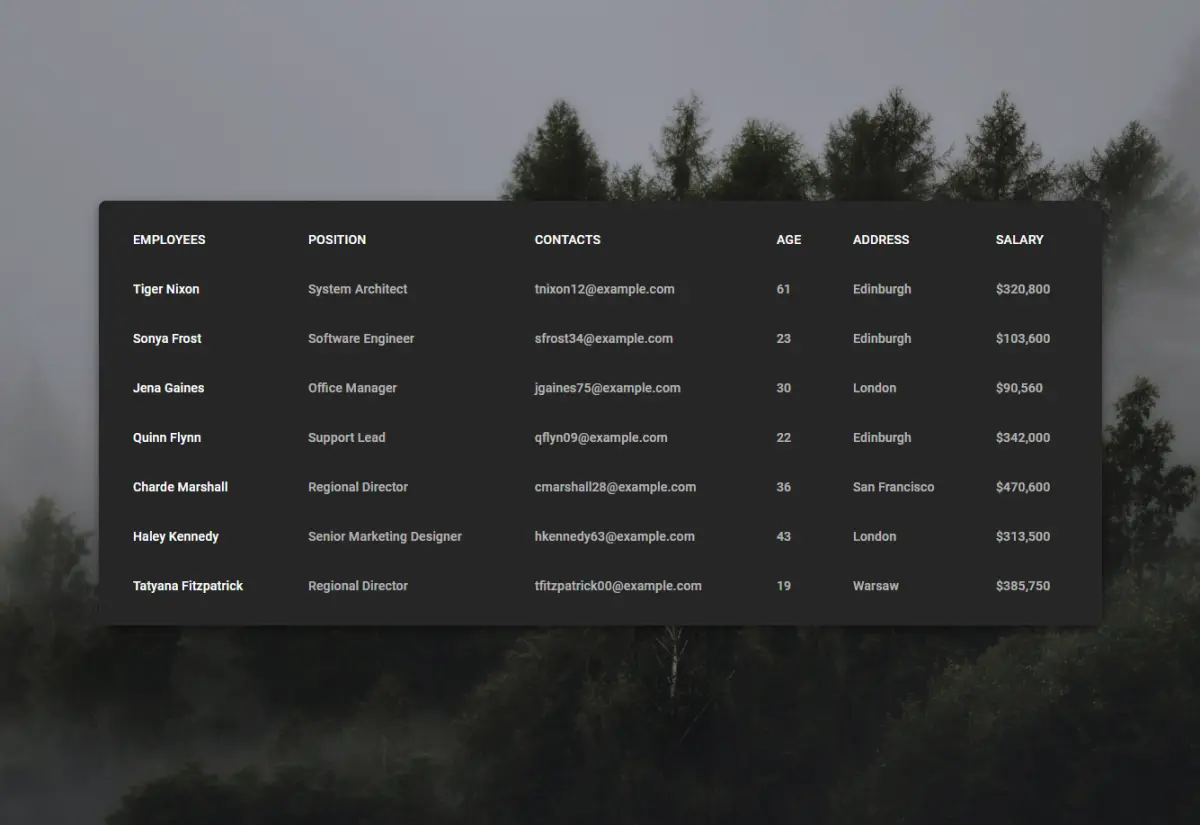 EMPLOYEES POSITION CONTACTS AGE ADDRESS SALARY
Tiger Nixon System Architect tnixon12@example.com 61 Edinburgh $320,800
Sonya Frost Software Engineer sfrost34@example.com 23 Edinburgh $103,600
Jena Gaines Office Manager jgaines75@example.com 30 London $90,560
Quinn Flynn Support Lead qflyn09@example.com 22 Edinburgh $342,000
Charde Marshall Regional Director cmarshall28@example.com 36 San Francisco $470,600
Haley Kennedy Senior Marketing Designer hkennedy63@example.com 43 London $313,500
Tatyana Fitzpatrick Regional Director tfitzpatrick00@example.com 19 Warsaw $385,750